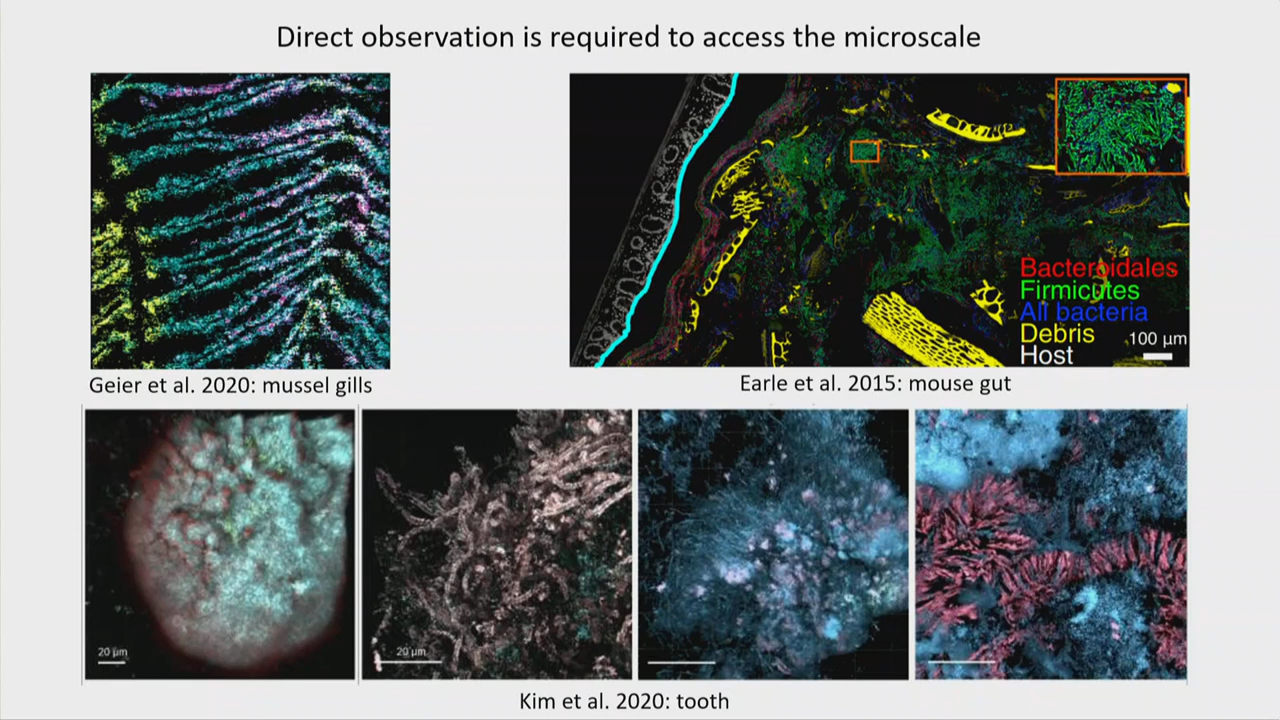 Direct observation is required to access the microscale
Bacteroidales
Firmicutes
All bacteria
Debris
Host
100 µm
Geier et al. 2020: mussel gills
Earle et al. 2015: mouse gut
20 µm
20 µm
Kim et al. 2020: tooth